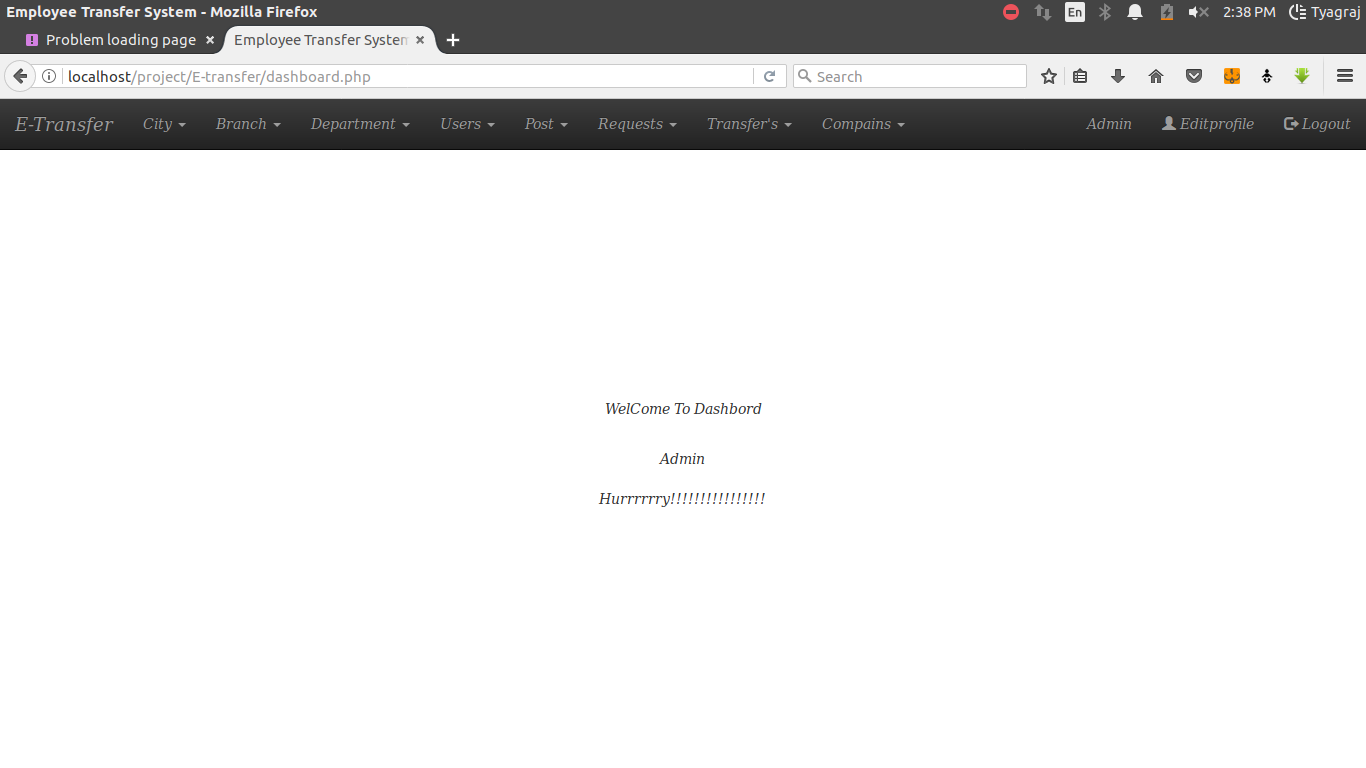 Employee Transfer System - Mozilla Firefox En 2:38 PM Tyagraj
Problem loading page Employee Transfer System
localhost/project/E-transfer/dashboard.php Search
E-Transfer City Branch Department Users Post Requests Transfer's Compains Admin Editprofile Logout
WelCome To Dashbord
Admin
Hurrrrrry!!!!!!!!!!!!!!!!